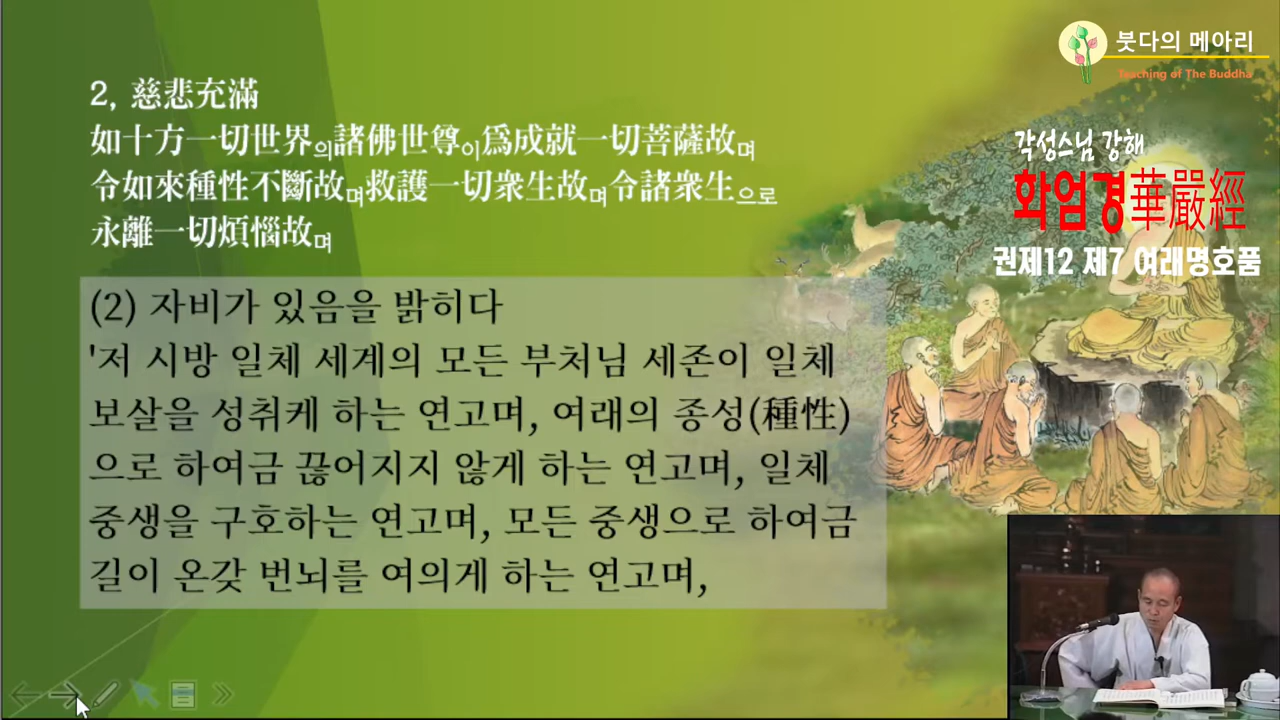 2, 慈悲充滿
如十方一切世界의諸佛世尊이爲成就一切菩薩故며
令如來種性不斷故며救護一切衆生故며令諸衆生으로
永離一切煩惱故며
(2) 자비가 있음을 밝히다
'저 시방 일체 세계의 모든 부처님 세존이 일체
보살을 성취케 하는 연고며, 여래의 종성(種性)
으로 하여금 끊어지지 않게 하는 연고며, 일체
중생을 구호하는 연고며, 모든 중생으로 하여금
길이 온갖 번뇌를 여의게 하는 연고며,
붓다의 메아리
Teaching of The Buddha
각성스님 강해
화엄경華嚴經
권제12 제7 여래명호품